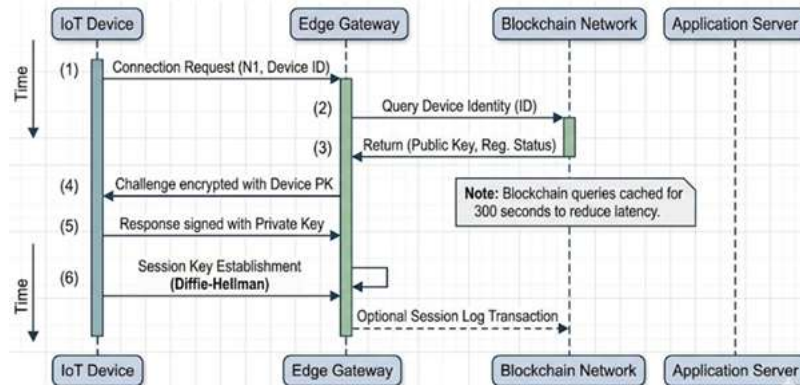 IoT Device
Edge Gateway
Blockchain Network
Application Server
Time
(1)
Connection Request (N1, Device ID)
(2)
Query Device Identity (ID)
(3)
Return (Public Key, Reg. Status)
(4)
Challenge encrypted with Device PK
Note: Blockchain queries cached for
300 seconds to reduce latency.
(5)
Response signed with Private Key
Time
(6)
Session Key Establishment
(Diffie-Hellman)
Optional Session Log Transaction
IoT Device
Edge Gateway
Blockchain Network
Application Server